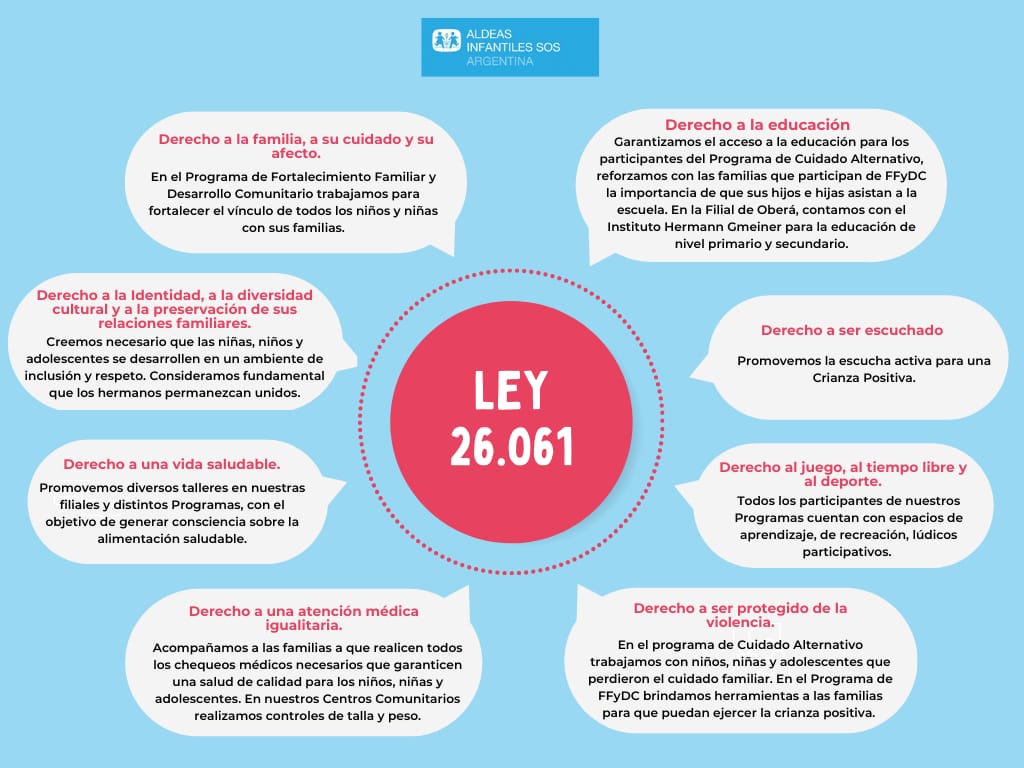 ALDEAS
INFANTILES SOS
ARGENTINA
Derecho a la familia, a su cuidado y su
afecto.
En el Programa de Fortalecimiento Familiar y
Desarrollo Comunitario trabajamos para
fortalecer el vínculo de todos los niños y niñas
con sus familias.
Derecho a la educación
Garantizamos el acceso a la educación para los
participantes del Programa de Cuidado Alternativo,
reforzamos con las familias que participan de FFyDC
la importancia de que sus hijos e hijas asistan a la
escuela. En la Filial de Oberá, contamos con el
Instituto Hermann Gmeiner para la educación de
nivel primario y secundario.
Derecho a la Identidad, a la diversidad
cultural y a la preservación de sus
relaciones familiares.
Creemos necesario que las niñas, niños y
adolescentes se desarrollen en un ambiente de
inclusión y respeto. Consideramos fundamental
que los hermanos permanezcan unidos.
Derecho a ser escuchado
Promovemos la escucha activa para una
Crianza Positiva.
LEY
26.061
Derecho a una vida saludable.
Promovemos diversos talleres en nuestras
filiales y distintos Programas, con el
objetivo de generar consciencia sobre la
alimentación saludable.
Derecho al juego, al tiempo libre y
al deporte.
Todos los participantes de nuestros
Programas cuentan con espacios de
aprendizaje, de recreación, lúdicos
participativos.
Derecho a una atención médica
igualitaria.
Acompañamos a las familias a que realicen todos
los chequeos médicos necesarios que garanticen
una salud de calidad para los niños, niñas y
adolescentes. En nuestros Centros Comunitarios
realizamos controles de talla y peso.
Derecho a ser protegido de la
violencia.
En el programa de Cuidado Alternativo
trabajamos con niños, niñas y adolescentes que
perdieron el cuidado familiar. En el Programa de
FFyDC brindamos herramientas a las familias
para que puedan ejercer la crianza positiva.